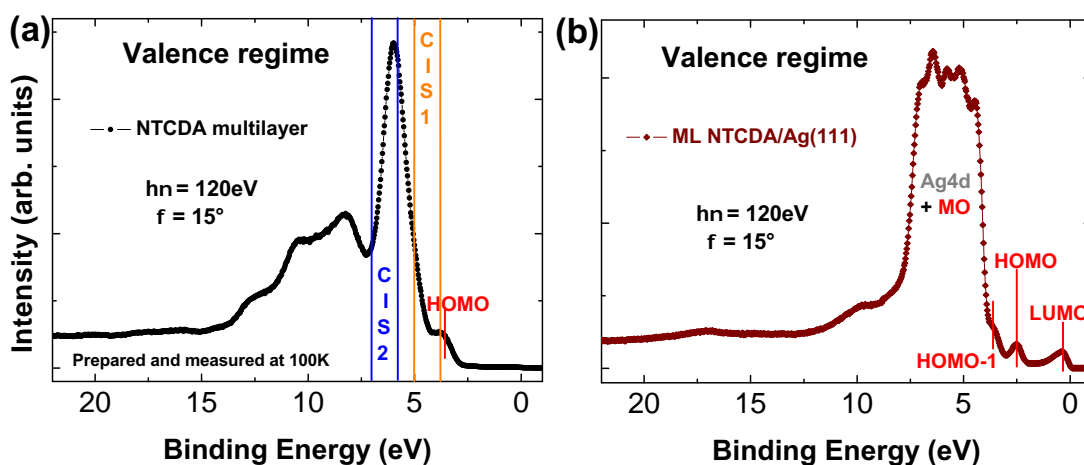 (a)
Valence regime
NTCDA multilayer
hn = 120eV
f = 15°
CIS2
CIS1
HOMO
Prepared and measured at 100K
Intensity (arb. units)
20 15 10 5 0
Binding Energy (eV)
(b)
Valence regime
ML NTCDA/Ag(111)
Ag4d
+ MO
hn = 120eV
f = 15°
HOMO
LUMO
HOMO-1
20 15 10 5 0
Binding Energy (eV)